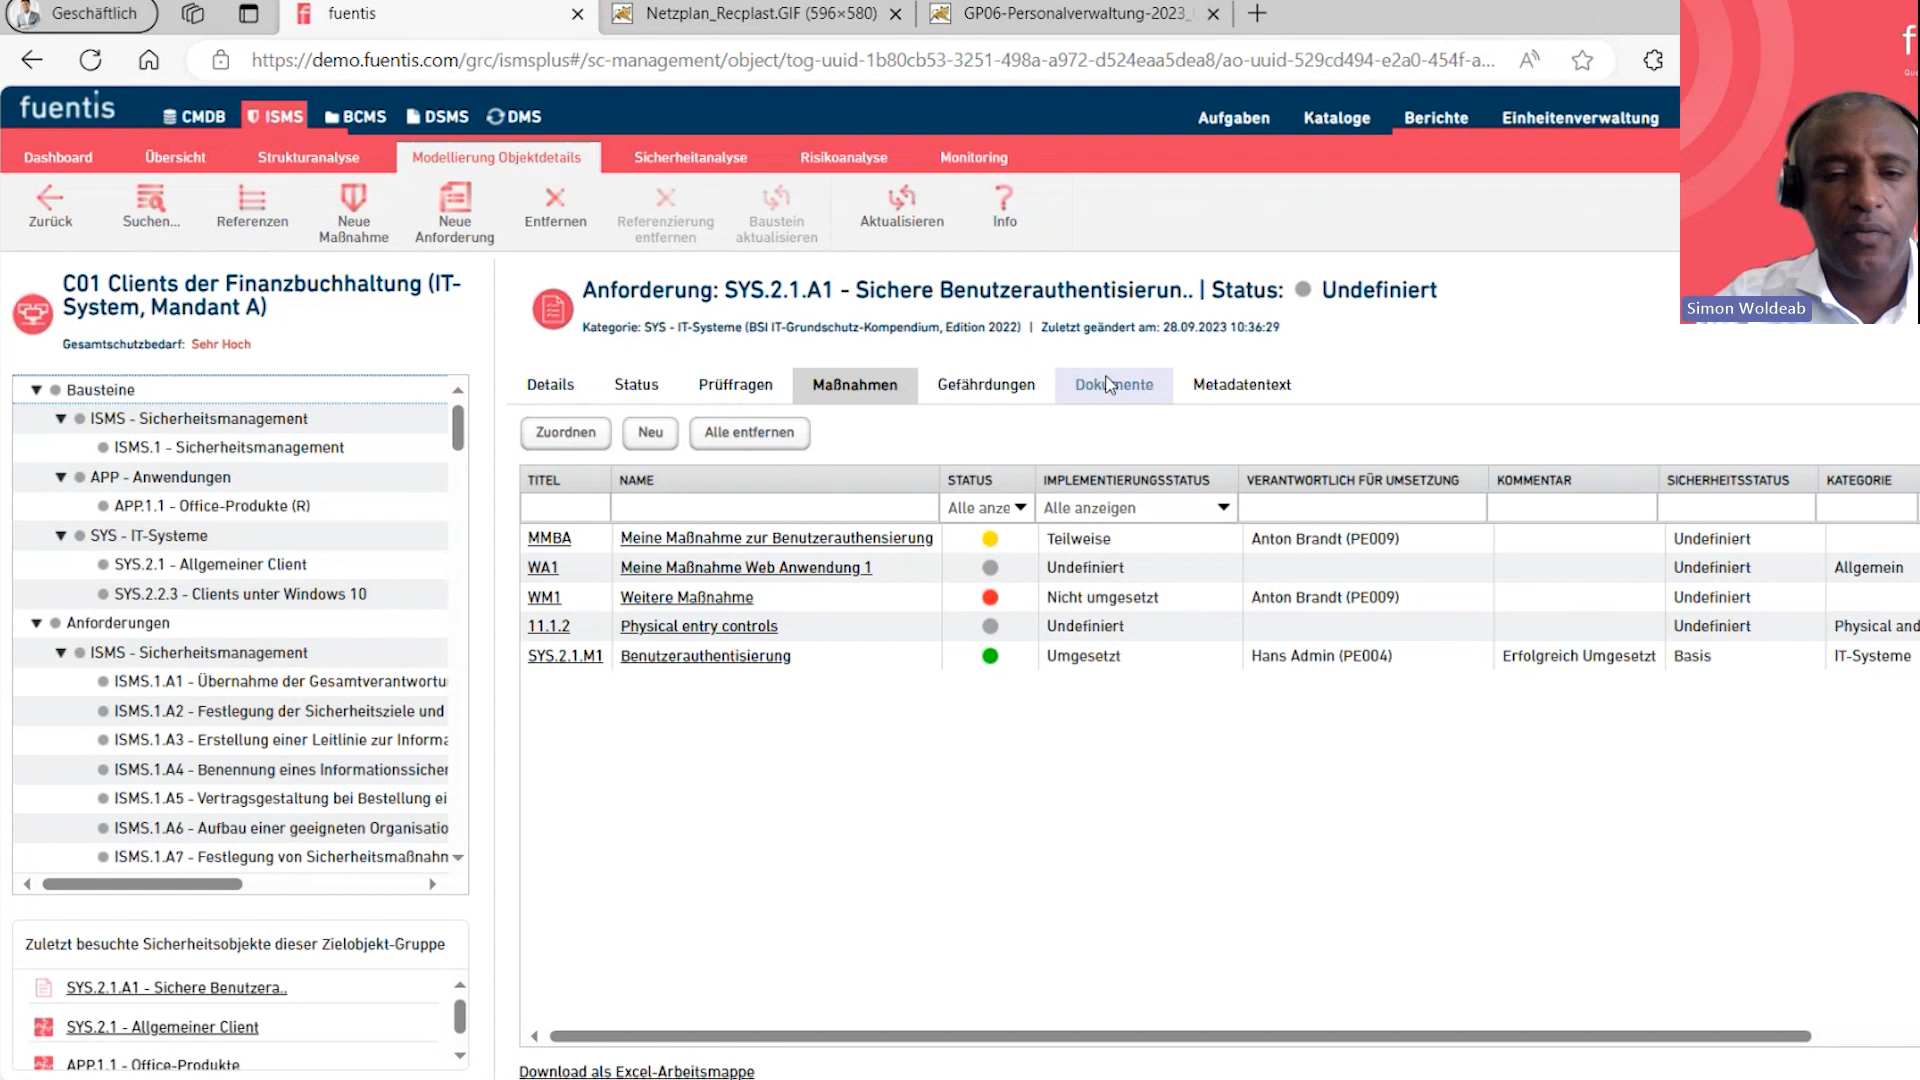 Geschäftlich
fuentis
Netzplan_Recplast.GIF (596×580)
GP06-Personalverwaltung-2023_
https://demo.fuentis.com/grc/ismsplus#/sc-management/object/tog-uuid-1b80cb53-3251-498a-a972-d524eaa5dea8/ao-uuid-529cd494-e2a0-454f-a...
fuentis
CMDB
ISMS
BCMS
DSMS
DMS
Aufgaben
Kataloge
Berichte
Einheitenverwaltung
Dashboard
Übersicht
Strukturanalyse
Modellierung Objektdetails
Sicherheitanalyse
Risikoanalyse
Monitoring
Zurück
Suchen...
Referenzen
Neue Maßnahme
Neue Anforderung
Entfernen
Referenzierung entfernen
Baustein aktualisieren
Aktualisieren
Info
Simon Woldeab
C01 Clients der Finanzbuchhaltung (IT-
System, Mandant A)
Gesamtschutzbedarf: Sehr Hoch
Bausteine
ISMS - Sicherheitsmanagement
ISMS.1 - Sicherheitsmanagement
APP - Anwendungen
APP.1.1 - Office-Produkte (R)
SYS - IT-Systeme
SYS.2.1 - Allgemeiner Client
SYS.2.2.3 - Clients unter Windows 10
Anforderungen
ISMS - Sicherheitsmanagement
ISMS.1.A1 - Übernahme der Gesamtverantwortu
ISMS.1.A2 - Festlegung der Sicherheitsziele und
ISMS.1.A3 - Erstellung einer Leitlinie zur Informa
ISMS.1.A4 - Benennung eines Informationssicher
ISMS.1.A5 - Vertragsgestaltung bei Bestellung ei
ISMS.1.A6 - Aufbau einer geeigneten Organisatio
ISMS.1.A7 - Festlegung von Sicherheitsmaßnahn
Zuletzt besuchte Sicherheitsobjekte dieser Zielobjekt-Gruppe
SYS.2.1.A1 - Sichere Benutzera..
SYS.2.1 - Allgemeiner Client
APP.1.1 - Office-Produkte
Anforderung: SYS.2.1.A1 - Sichere Benutzerauthentisierun.. | Status: Undefiniert
Kategorie: SYS - IT-Systeme (BSI IT-Grundschutz-Kompendium, Edition 2022) | Zuletzt geändert am: 28.09.2023 10:36:29
Details
Status
Prüffragen
Maßnahmen
Gefährdungen
Dokumente
Metadatentext
Zuordnen
Neu
Alle entfernen
TITEL NAME STATUS IMPLEMENTIERUNGSSTATUS VERANTWORTLICH FÜR UMSETZUNG KOMMENTAR SICHERHEITSSTATUS KATEGORIE
Alle anze Alle anzeigen
MMBA Meine Maßnahme zur Benutzerauthensierung Teilweise Anton Brandt (PE009) Undefiniert
WA1 Meine Maßnahme Web Anwendung 1 Undefiniert Undefiniert Allgemein
WM1 Weitere Maßnahme Nicht umgesetzt Anton Brandt (PE009) Undefiniert
11.1.2 Physical entry controls Undefiniert Undefiniert Physical and
SYS.2.1.M1 Benutzerauthentisierung Umgesetzt Hans Admin (PE004) Erfolgreich Umgesetzt Basis IT-Systeme
Download als Excel-Arbeitsmappe